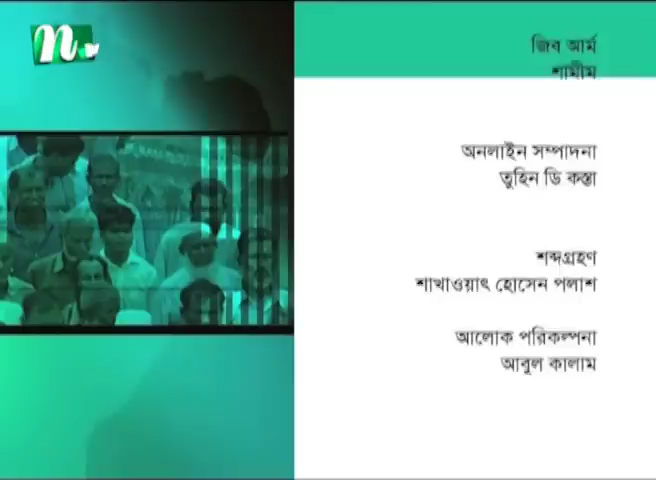 জিব আর্ম
শামীম
অনলাইন সম্পাদনা
তুহিন ডি কস্তা
শব্দগ্রহণ
শাখাওয়াৎ হোসেন পলাশ
আলোক পরিকল্পনা
আবুল কালাম